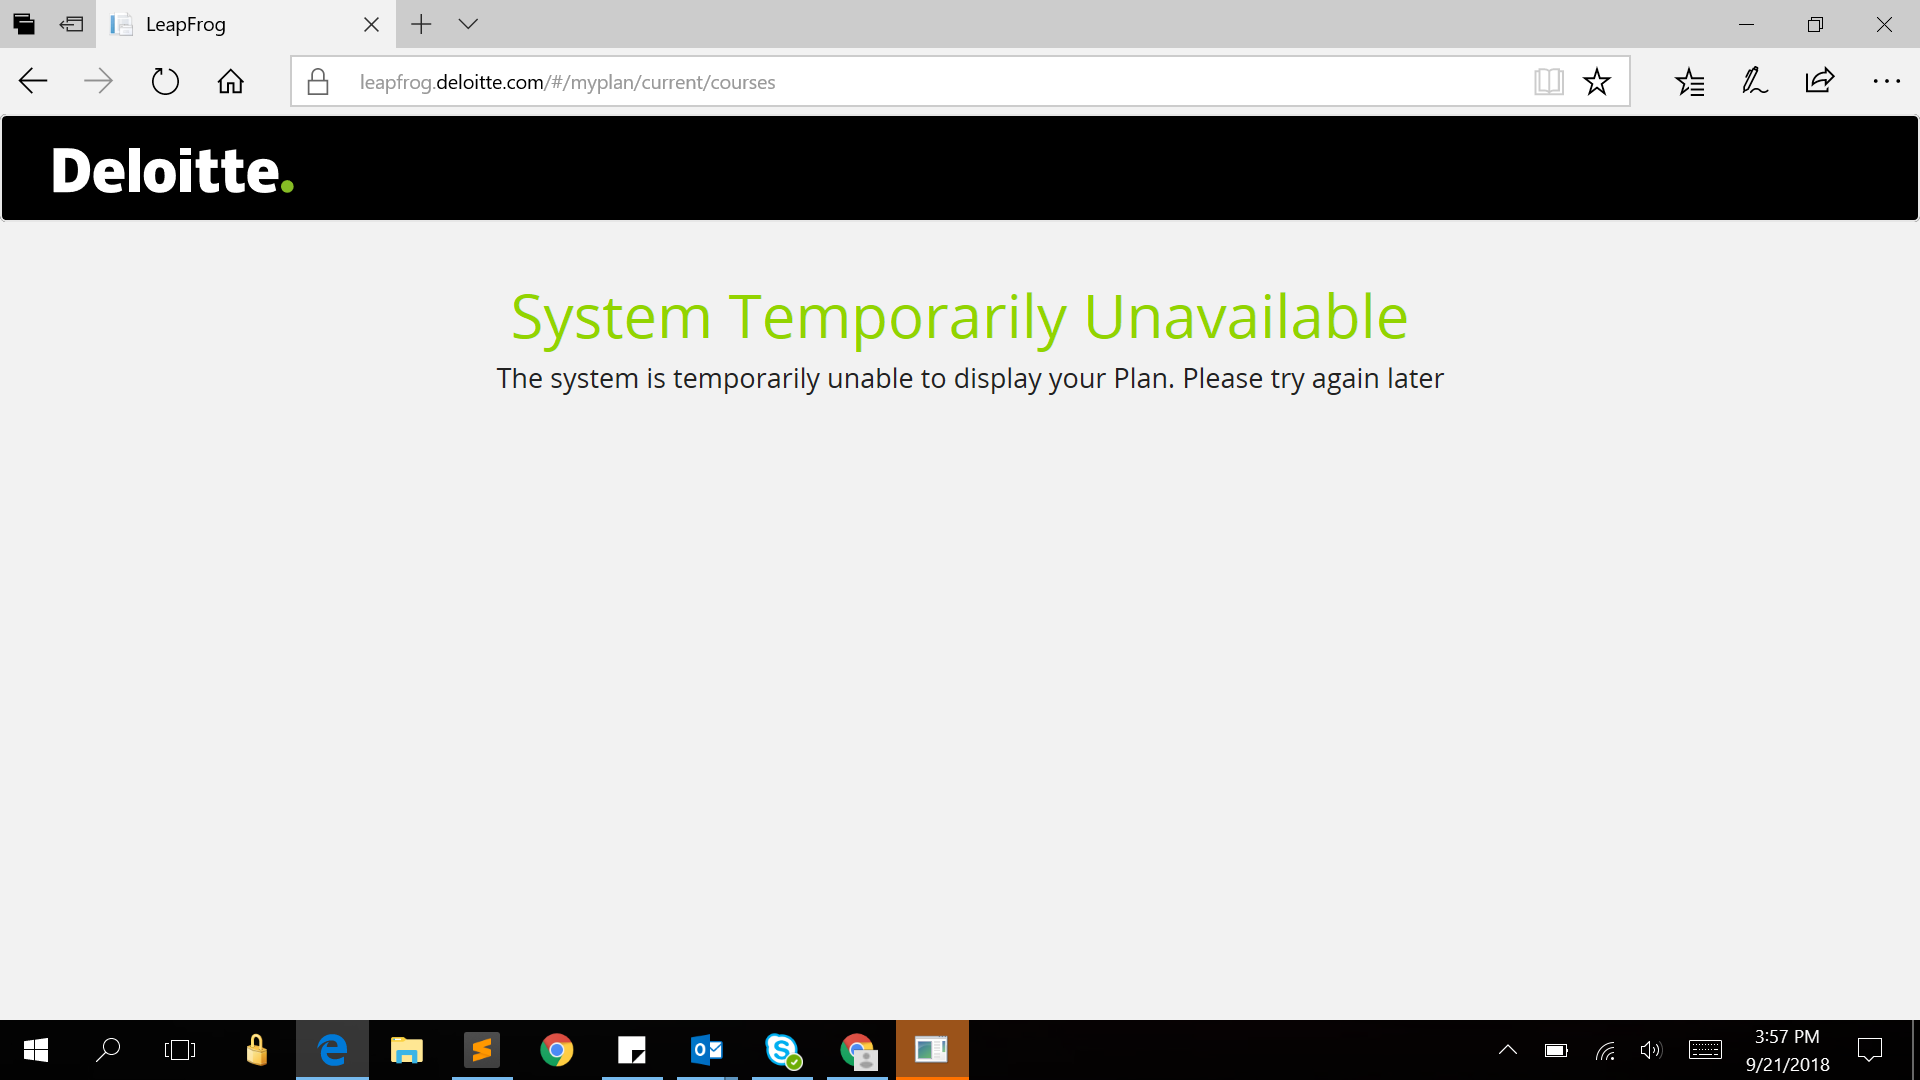 LeapFrog
leapfrog.deloitte.com/#/myplan/current/courses
Deloitte.
System Temporarily Unavailable
The system is temporarily unable to display your Plan. Please try again later
3:57 PM
9/21/2018